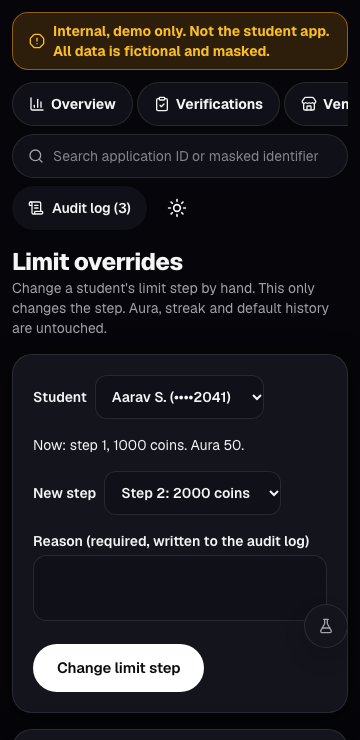 Internal, demo only. Not the student app.
All data is fictional and masked.
Overview
Verifications
Ven
Search application ID or masked identifier
Audit log (3)
Limit overrides
Change a student's limit step by hand. This only
changes the step. Aura, streak and default history
are untouched.
Student
Aarav S. (••••2041)
Now: step 1, 1000 coins. Aura 50.
New step
Step 2: 2000 coins
Reason (required, written to the audit log)
Change limit step